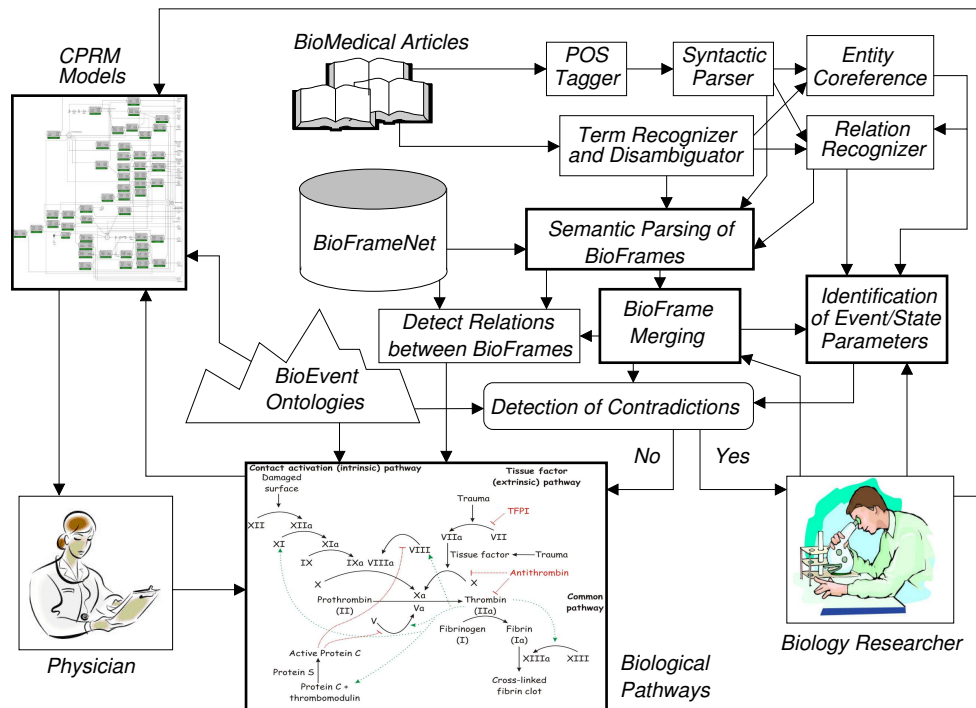 CPRM
Models
BioMedical Articles
POS
Tagger
Syntactic
Parser
Entity
Coreference
Term Recognizer
and Disambiguator
Relation
Recognizer
BioFrameNet
Semantic Parsing of
BioFrames
Detect Relations
between BioFrames
BioFrame
Merging
Identification
of Event/State
Parameters
BioEvent
Ontologies
Detection of Contradictions
No
Yes
Contact activation (intrinsic) pathway
Damaged
surface
Tissue factor
(extrinsic) pathway
Trauma
TFPI
XII
XIIa
VIIa
VII
XI
XIa
VIII
Tissue factor
Trauma
IX
IXa
VIIIa
X
Xa
X
Antithrombin
Prothrombin
(II)
Va
Thrombin
(IIa)
Common
pathway
V
Fibrinogen
(I)
Fibrin
(Ia)
Active Protein C
XIIIa
XIII
Protein S
Protein C +
thrombomodulin
Cross-linked
fibrin clot
Physician
Biological
Pathways
Biology Researcher